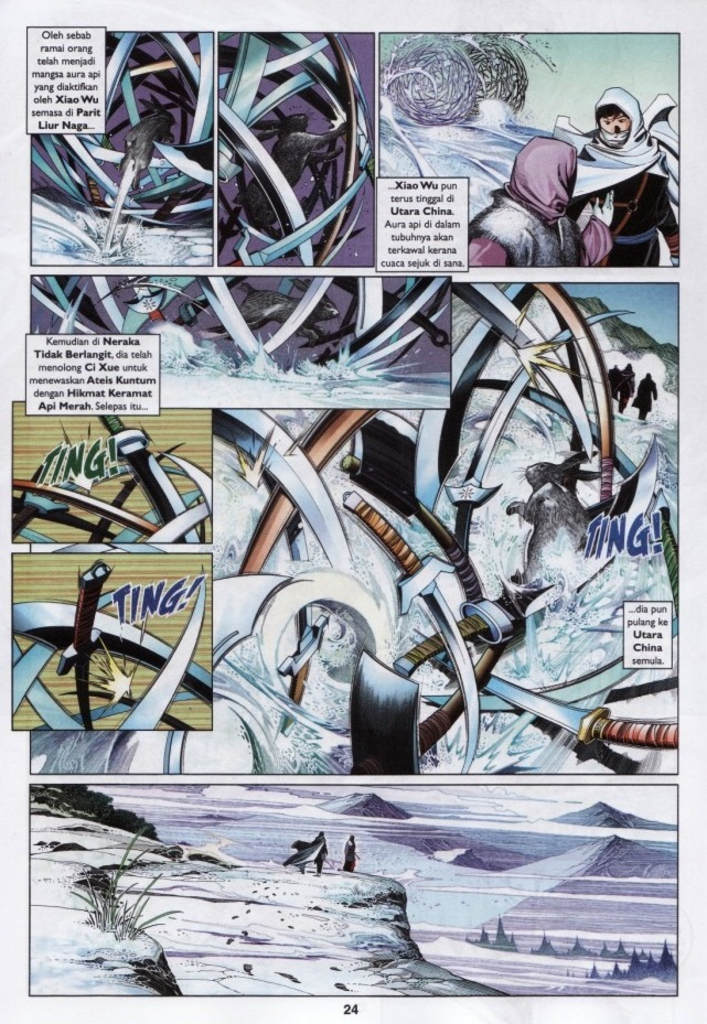 Oleh sebab
ramai orang
telah menjadi
mangsa aura api
yang diaktifkan
oleh Xiao Wu
semasa di Parit
Liur Naga...
...Xiao Wu pun
terus tinggal di
Utara China.
Aura api di dalam
tubuhnya akan
terkawal kerana
cuaca sejuk di sana.
Kemudian di Neraka
Tidak Berlangit, dia telah
menolong Ci Xue untuk
menewaskan Ateis Kuntum
dengan Hikmat Keramat
Api Merah. Selepas itu...
TING!
TING!
TING!
...dia pun
pulang ke
Utara
China
semula.
24